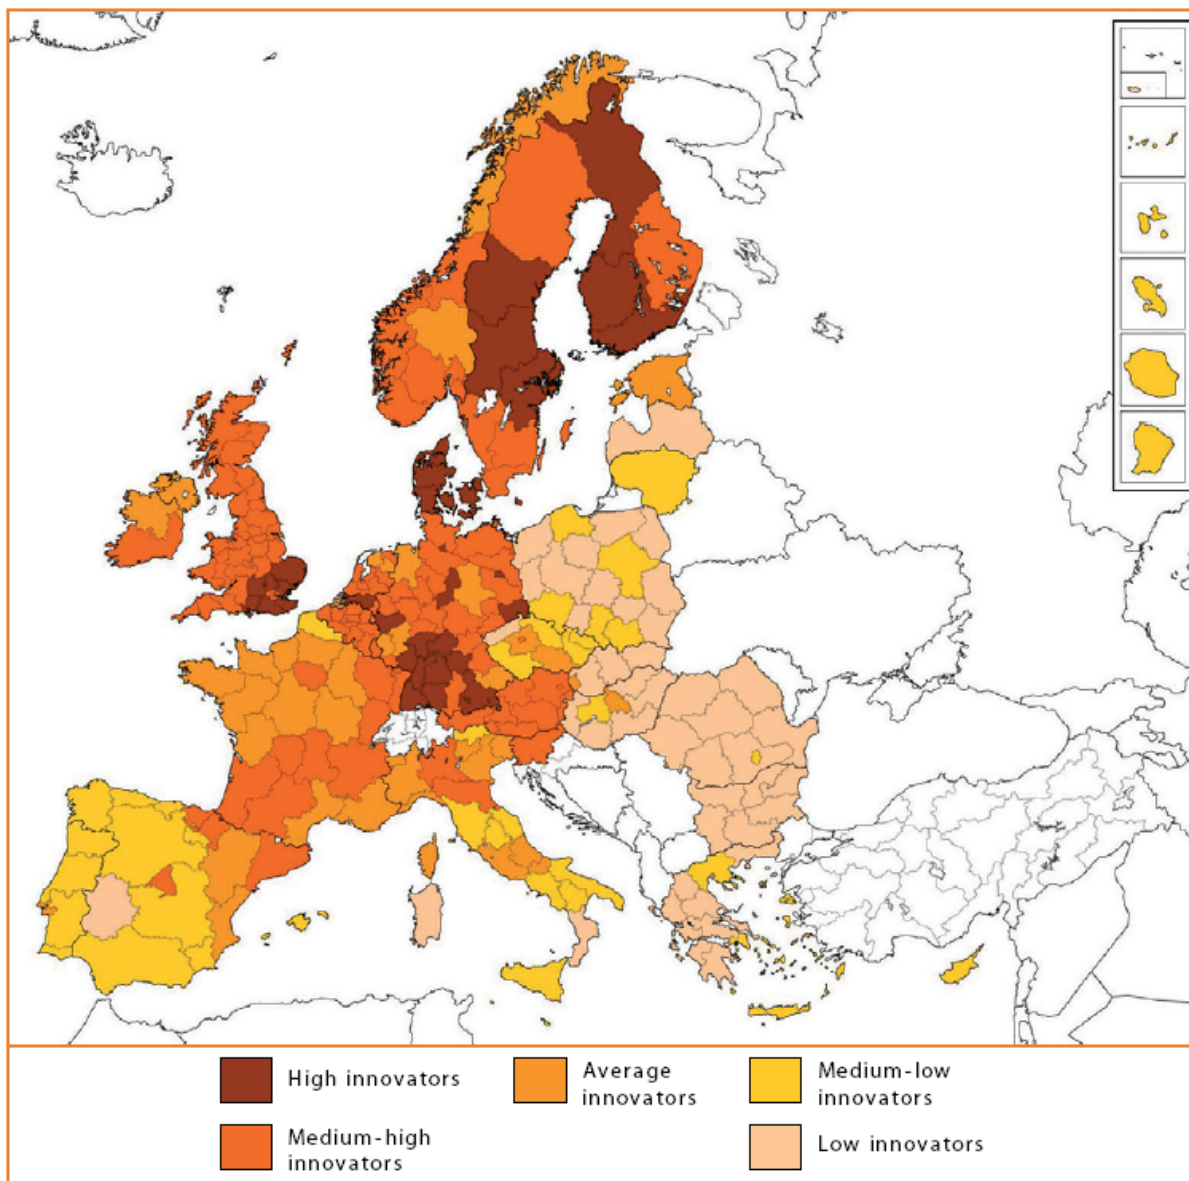 High innovators
Average
innovators
Medium-low
innovators
Medium-high
innovators
Low innovators